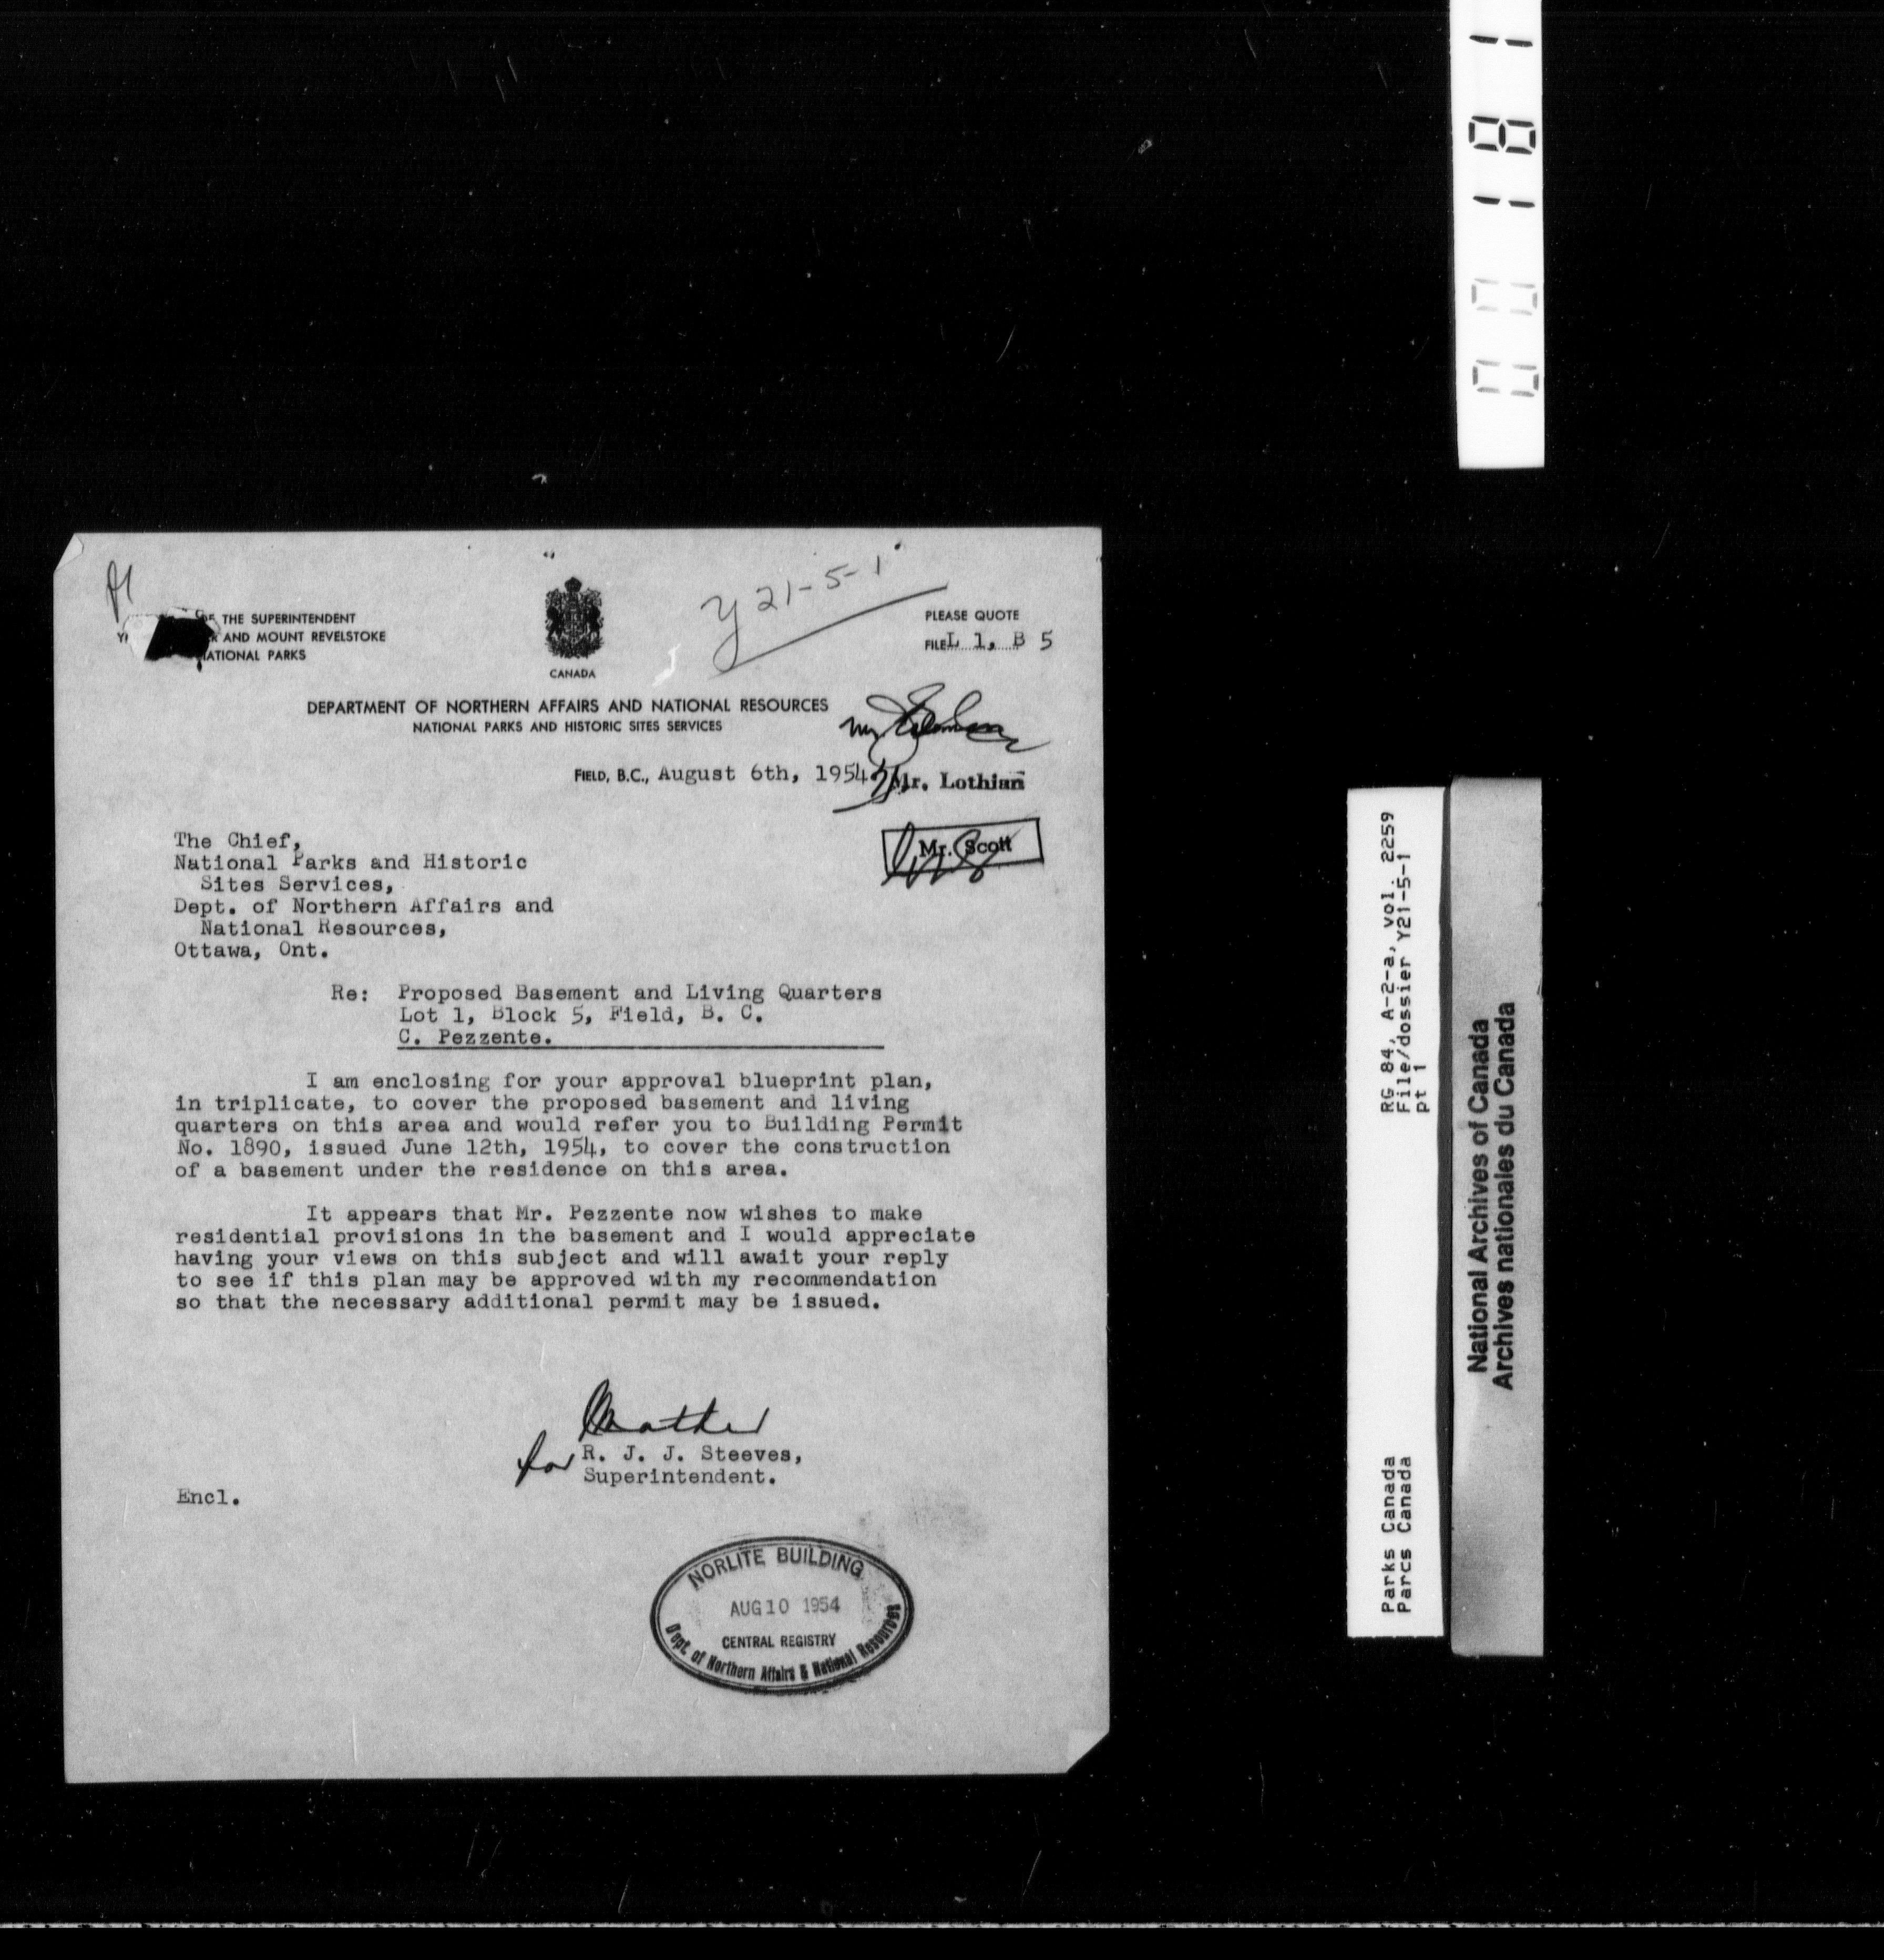 OF THE SUPERINTENDENT
AND MOUNT REVELSTOKE
NATIONAL PARKS
CANADA
Y21-5-1
PLEASE QUOTE
FILE L 1, B 5
DEPARTMENT OF NORTHERN AFFAIRS AND NATIONAL RESOURCES
NATIONAL PARKS AND HISTORIC SITES SERVICES
FIELD, B.C., August 6th, 1954.
Mr. Lothian
Mr. Scott
The Chief,
National Parks and Historic
Sites Services,
Dept. of Northern Affairs and
National Resources,
Ottawa, Ont.
Re: Proposed Basement and Living Quarters
Lot 1, Block 5, Field, B. C.
C. Pezzente.
I am enclosing for your approval blueprint plan,
in triplicate, to cover the proposed basement and living
quarters on this area and would refer you to Building Permit
No. 1890, issued June 12th, 1954, to cover the construction
of a basement under the residence on this area.
It appears that Mr. Pezzente now wishes to make
residential provisions in the basement and I would appreciate
having your views on this subject and will await your reply
to see if this plan may be approved with my recommendation
so that the necessary additional permit may be issued.
for R. J. J. Steeves,
Superintendent.
Encl.
NORLITE BUILDING
AUG 10 1954
CENTRAL REGISTRY
Dept. of Northern Affairs & National Resources
RG 84, A-2-a, vol. 2259
File/dossier Y21-5-1
pt 1
Parks Canada
Parcs Canada
National Archives of Canada
Archives nationales du Canada